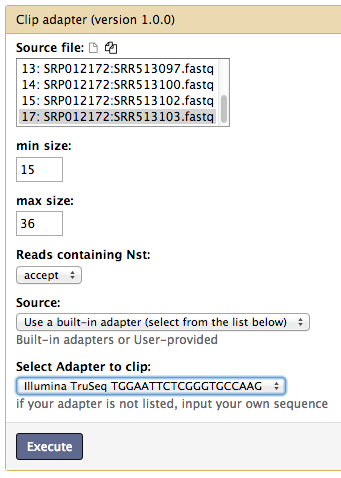 Clip adapter (version 1.0.0)
Source file:
13: SRP012172:SRR513097.fastq
14: SRP012172:SRR513100.fastq
15: SRP012172:SRR513102.fastq
17: SRP012172:SRR513103.fastq
min size:
15
max size:
36
Reads containing Nst:
accept
Source:
Use a built-in adapter (select from the list below)
Built-in adapters or User-provided
Select Adapter to clip:
Illumina TruSeq TGGAATTCTCGGGTGCCAAG
if your adapter is not listed, input your own sequence
Execute